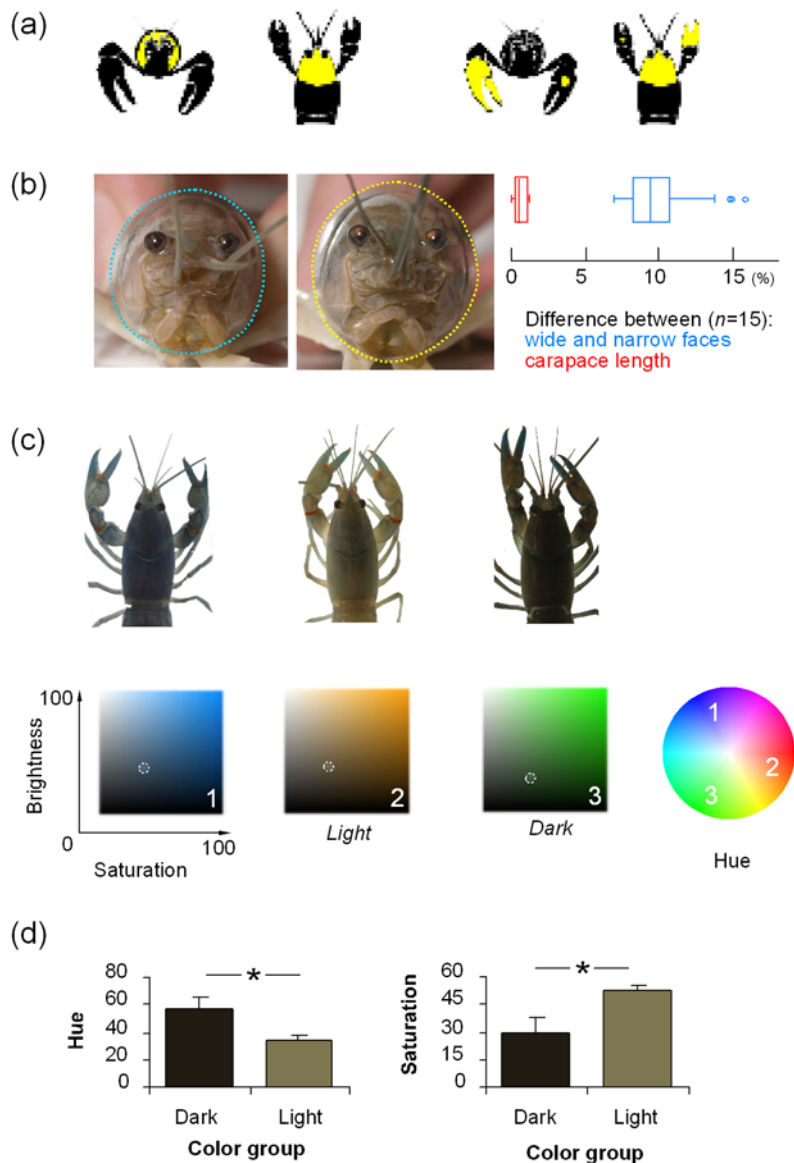 (a)
(b)
0 5 10 15 (%)
Difference between (n=15):
wide and narrow faces
carapace length
(c)
100
Brightness
0
Saturation
100
1
2
3
Light
Dark
1
2
3
Hue
(d)
80
60
40
20
0
Hue
*
Dark Light
Color group
60
45
30
15
0
Saturation
*
Dark Light
Color group